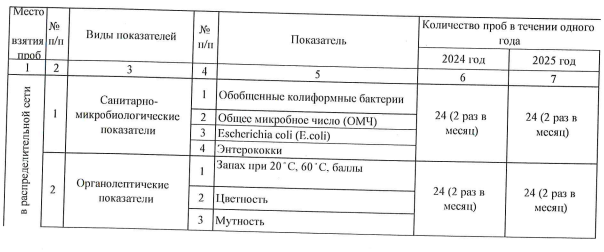 Место взятия проб
№ п/п
Виды показателей
№ п/п
Показатель
Количество проб в течении одного года
2024 год
2025 год
1 2 3 4 5 6 7
в распределительной сети
1
Санитарно-
микробиологические
показатели
1 Обобщенные колиформные бактерии
2 Общее микробное число (ОМЧ)
3 Escherichia coli (E.coli)
4 Энтерококки
24 (2 раз в
месяц)
24 (2 раз в
месяц)
2
Органолептичекие
показатели
1 Запах при 20˚С, 60˚С, баллы
2 Цветность
3 Мутность
24 (2 раз в
месяц)
24 (2 раз в
месяц)